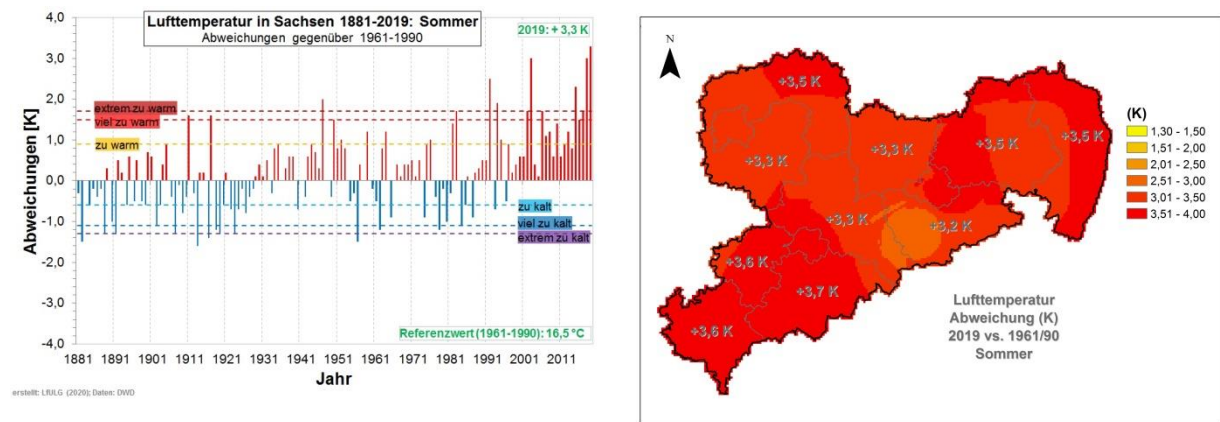 Lufttemperatur in Sachsen 1881-2019: Sommer
Abweichungen gegenüber 1961-1990
2019: + 3,3 K
4,0
3,0
2,0
1,0
0,0
-1,0
-2,0
-3,0
-4,0
Abweichungen [K]
extrem zu warm
viel zu warm
zu warm
zu kalt
viel zu kalt
extrem zu kalt
Referenzwert (1961-1990): 16,5 °C
1881 1891 1901 1911 1921 1931 1941 1951 1961 1971 1981 1991 2001 2011
Jahr
erstellt: LfULG (2020); Daten: DWD
N
+3,5 K
+3,5 K
+3,5 K
+3,3 K
+3,3 K
+3,3 K
+3,2 K
+3,6 K
+3,7 K
+3,6 K
(K)
1,30 - 1,50
1,51 - 2,00
2,01 - 2,50
2,51 - 3,00
3,01 - 3,50
3,51 - 4,00
Lufttemperatur
Abweichung (K)
2019 vs. 1961/90
Sommer